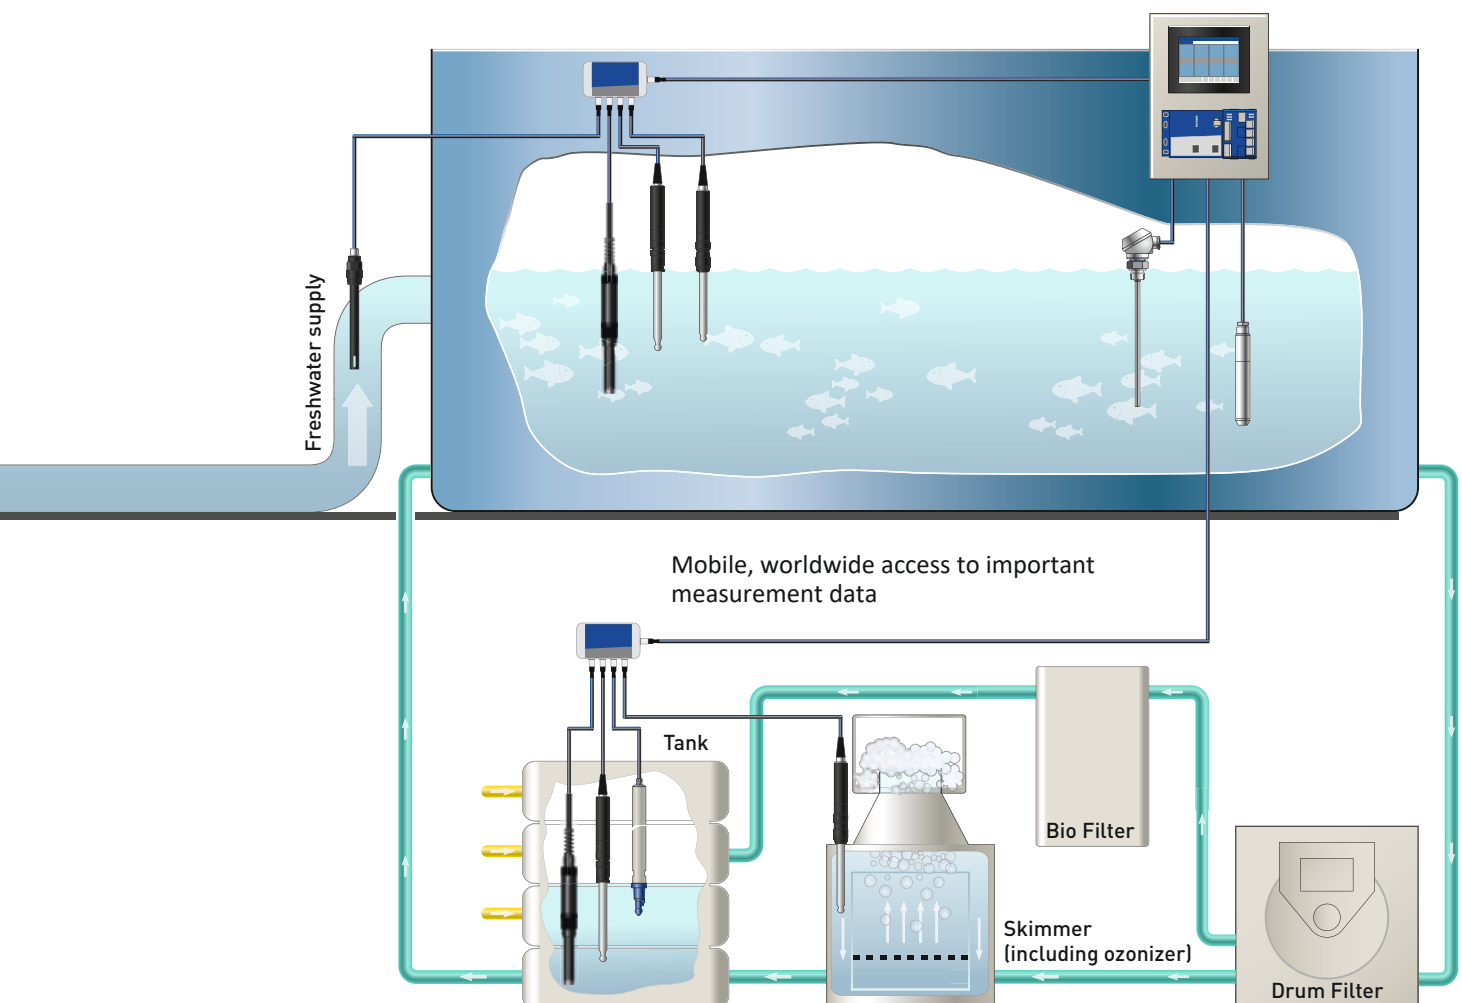 Freshwater supply
Mobile, worldwide access to important
measurement data
Tank
Bio Filter
Skimmer
(including ozonizer)
Drum Filter